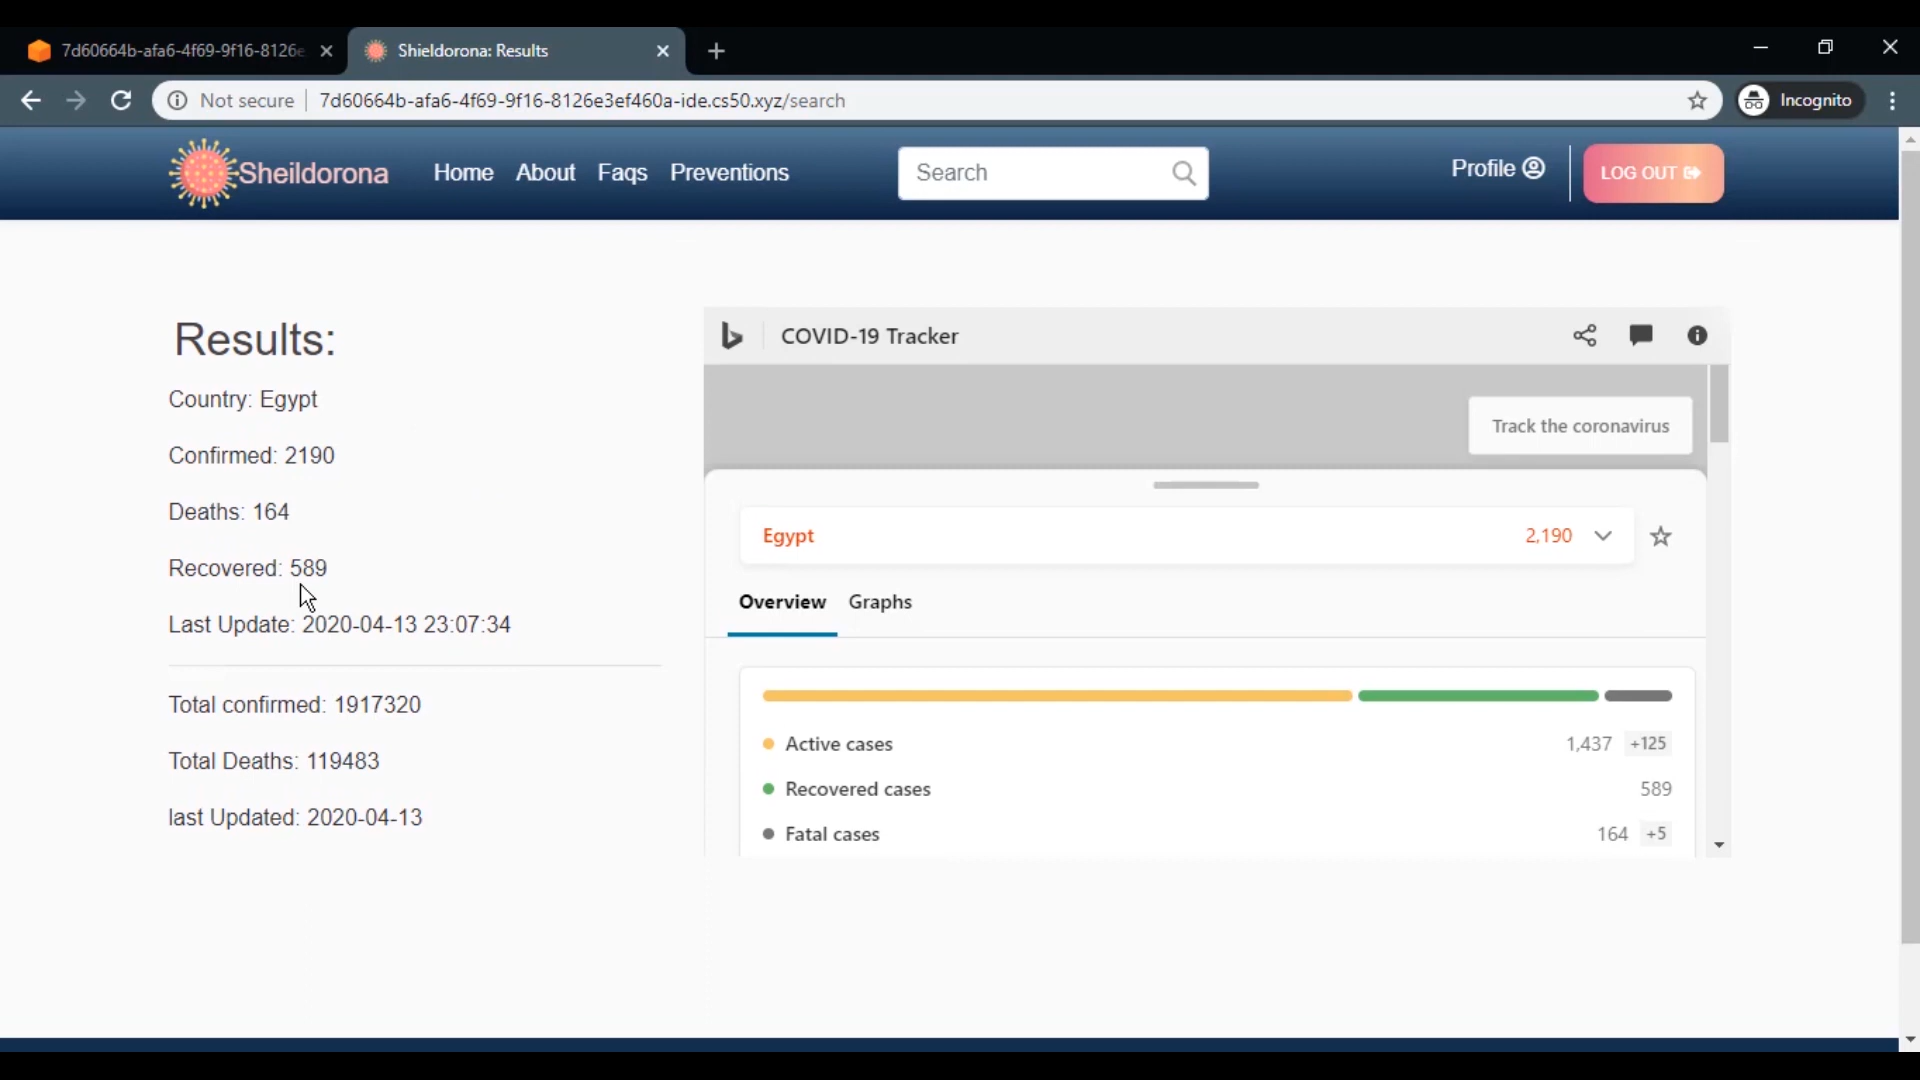 7d60664b-afa6-4f69-9f16-8126e
Shieldorona: Results
Not secure
7d60664b-afa6-4f69-9f16-8126e3ef460a-ide.cs50.xyz/search
Incognito
Sheildorona
Home
About
Faqs
Preventions
Search
Profile
LOG OUT
Results:
Country: Egypt
Confirmed: 2190
Deaths: 164
Recovered: 589
Last Update: 2020-04-13 23:07:34
Total confirmed: 1917320
Total Deaths: 119483
last Updated: 2020-04-13
COVID-19 Tracker
Track the coronavirus
Egypt 2,190
Overview
Graphs
Active cases 1,437 +125
Recovered cases 589
Fatal cases 164 +5